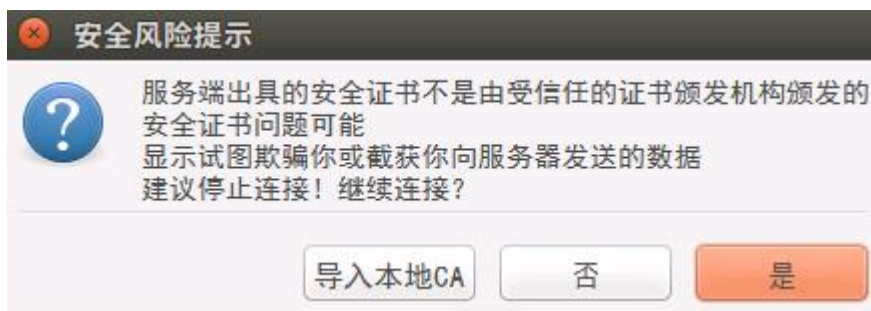 安全风险提示
服务端出具的安全证书不是由受信任的证书颁发机构颁发的
安全证书问题可能
显示试图欺骗你或截获你向服务器发送的数据
建议停止连接！继续连接？
导入本地CA 否 是